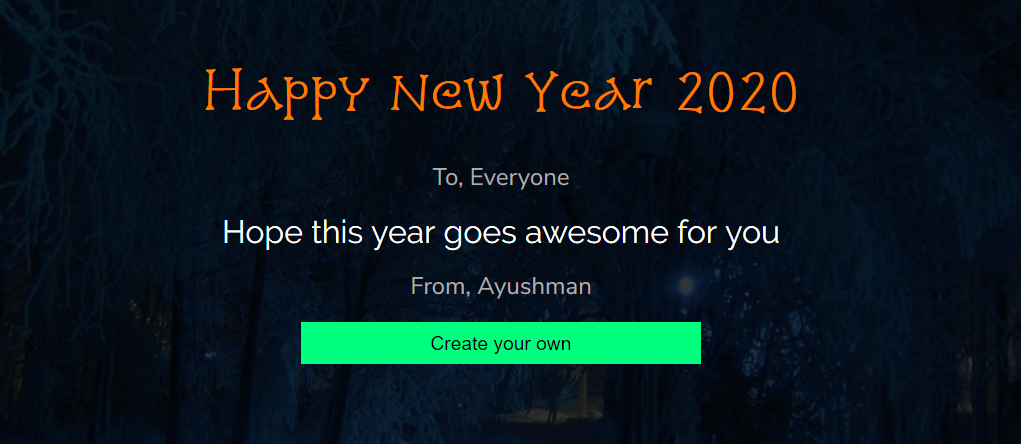 Happy New Year 2020
To, Everyone
Hope this year goes awesome for you
From, Ayushman
Create your own